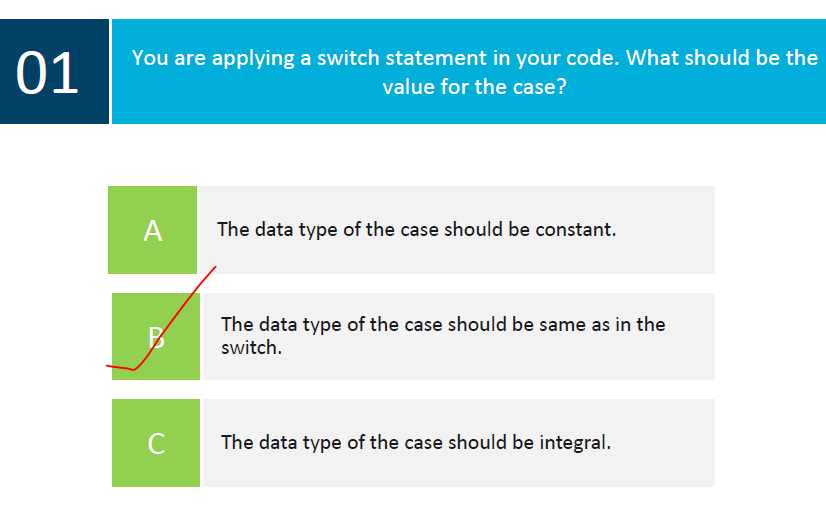 01
You are applying a switch statement in your code. What should be the
value for the case?
A
The data type of the case should be constant.
B
The data type of the case should be same as in the
switch.
C
The data type of the case should be integral.